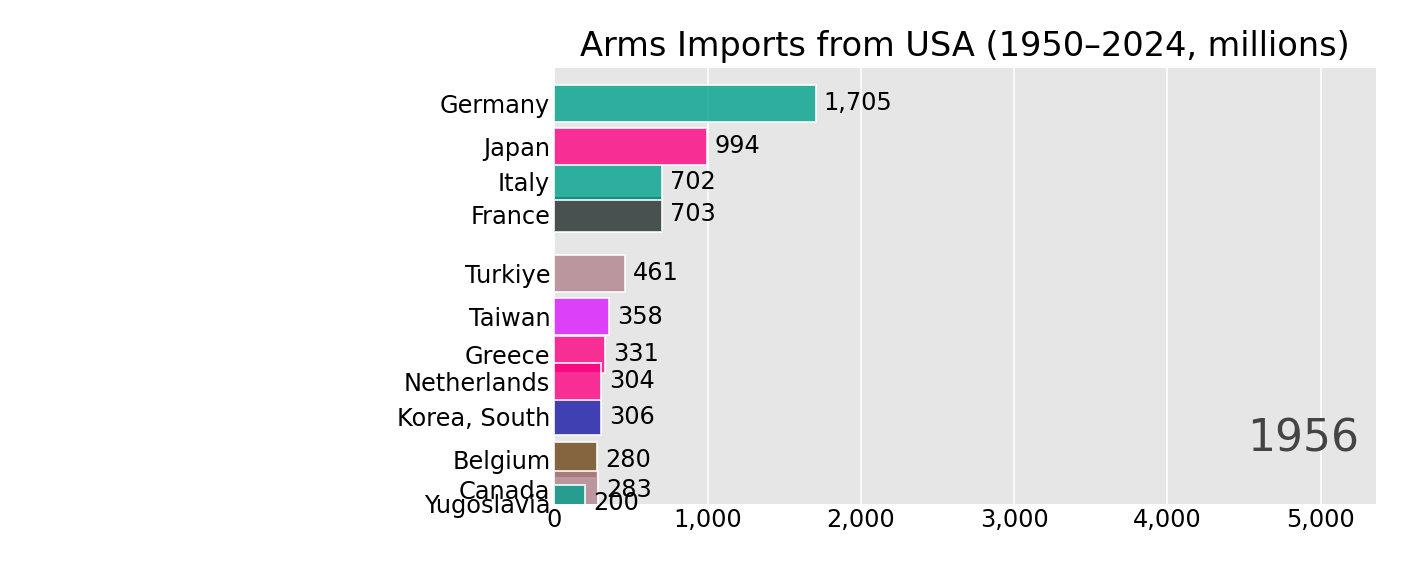 Arms Imports from USA (1950–2024, millions)
Germany 1,705
Japan 994
Italy 702
France 703
Turkiye 461
Taiwan 358
Greece 331
Netherlands 304
Korea, South 306
Belgium 280
Canada 283
Yugoslavia 200
1956
0 1,000 2,000 3,000 4,000 5,000